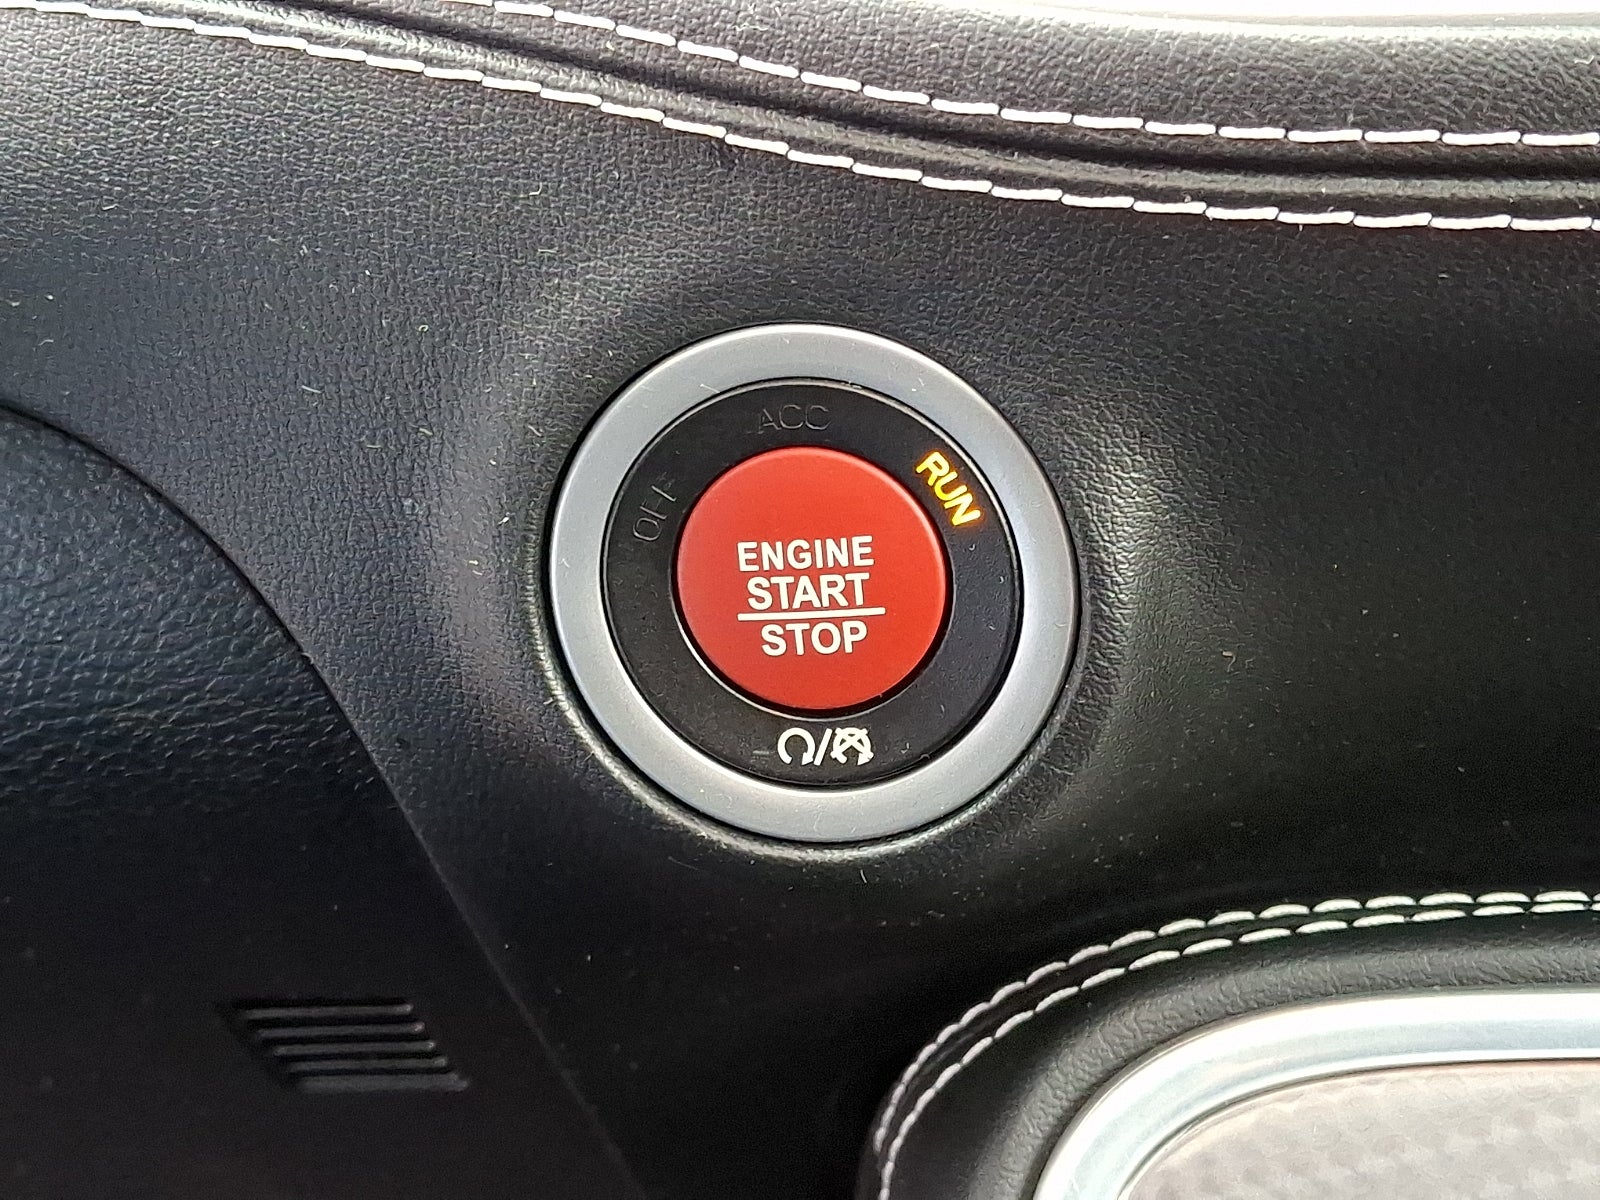 ACC
OFF
RUN
ENGINE
START
STOP